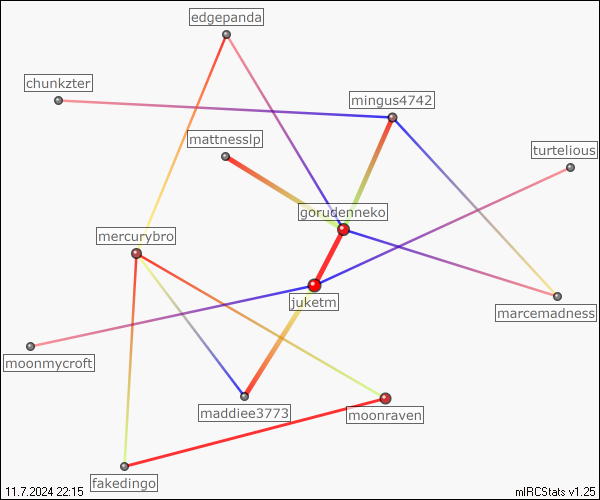 edgepanda
chunkzter
mingus4742
mattnesslp
turtelious
gorudenneko
mercurybro
juketm
marcemadness
moonmycroft
maddiee3773
moonraven
fakedingo
11.7.2024 22:15
mIRCStats v1.25